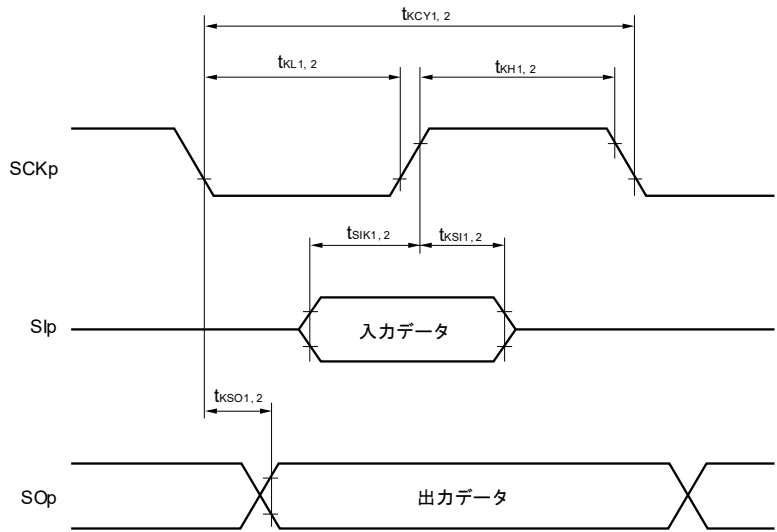 tKCY1, 2
tKL1, 2
tKH1, 2
SCKp
tSIK1, 2
tKSI1, 2
SIp
入力データ
tKSO1, 2
SOp
出力データ